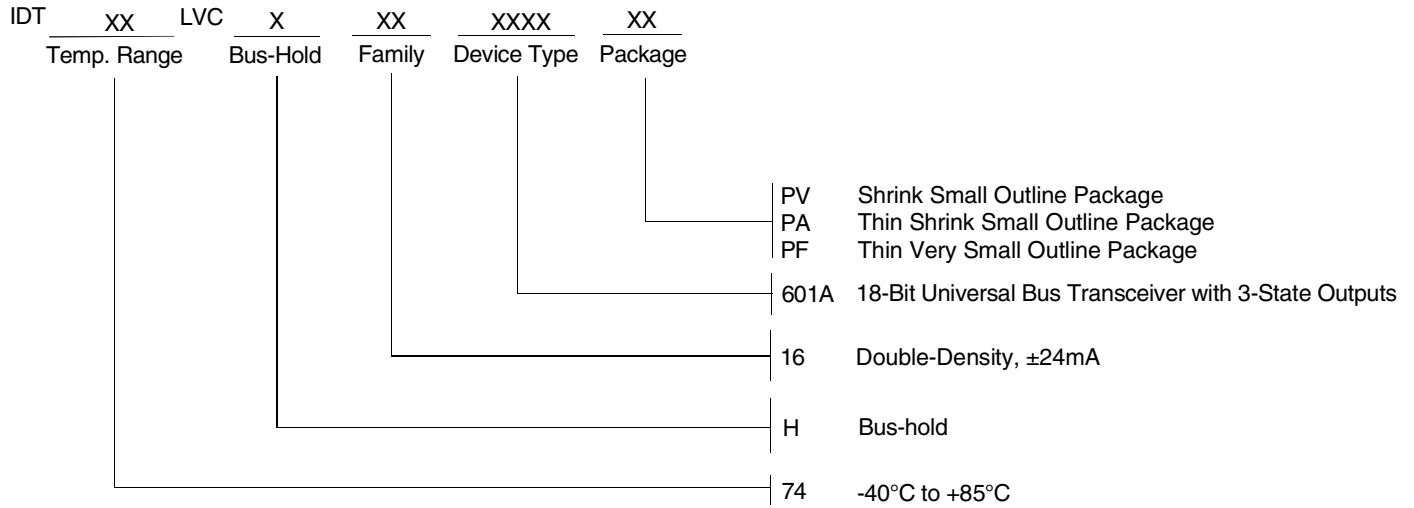 IDT XX LVC X XX XXXX XX
Temp. Range Bus-Hold Family Device Type Package
PV Shrink Small Outline Package
PA Thin Shrink Small Outline Package
PF Thin Very Small Outline Package
601A 18-Bit Universal Bus Transceiver with 3-State Outputs
16 Double-Density, ±24mA
H Bus-hold
74 -40°C to +85°C